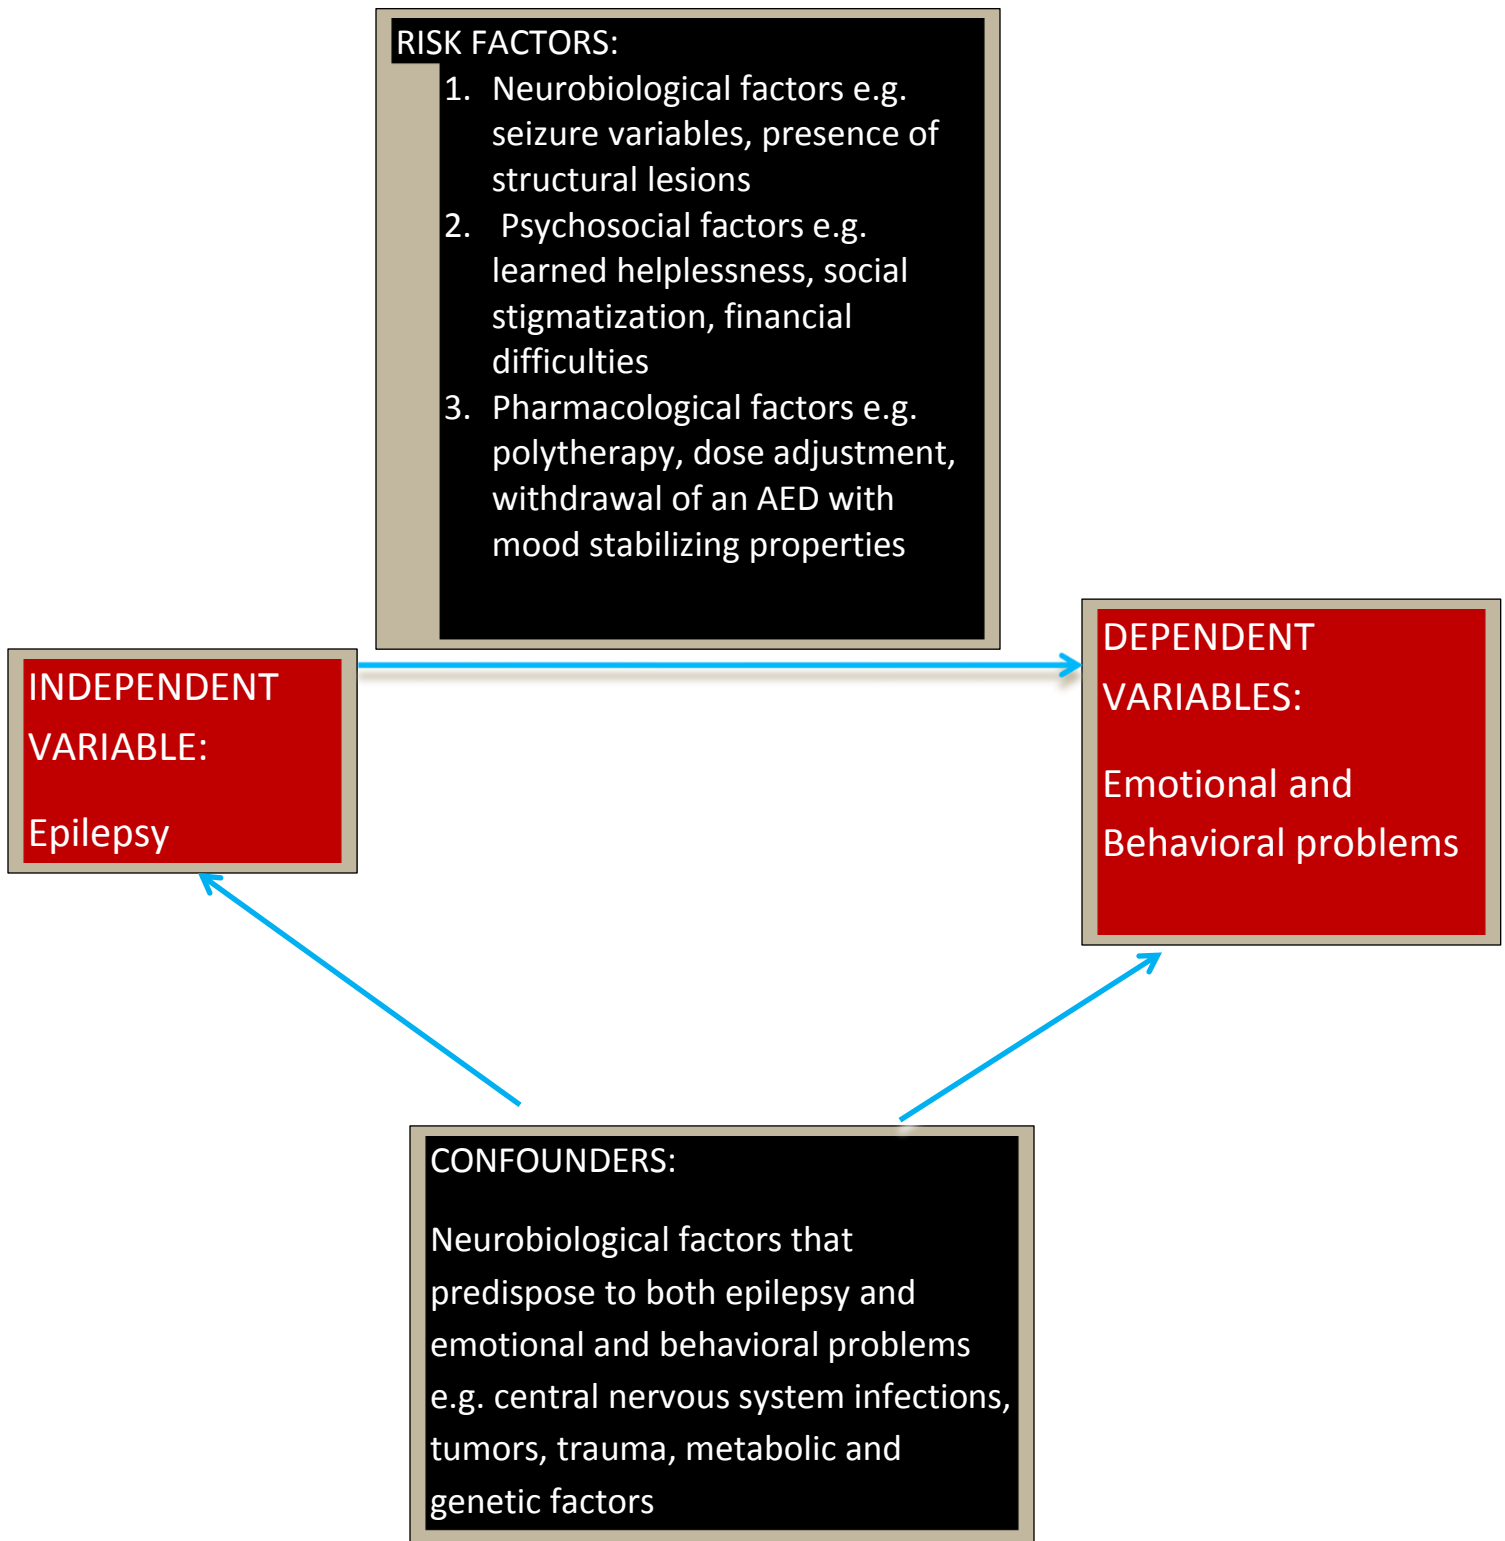 RISK FACTORS:
1. Neurobiological factors e.g.
seizure variables, presence of
structural lesions
2. Psychosocial factors e.g.
learned helplessness, social
stigmatization, financial
difficulties
3. Pharmacological factors e.g.
polytherapy, dose adjustment,
withdrawal of an AED with
mood stabilizing properties
INDEPENDENT
VARIABLE:
Epilepsy
DEPENDENT
VARIABLES:
Emotional and
Behavioral problems
CONFOUNDERS:
Neurobiological factors that
predispose to both epilepsy and
emotional and behavioral problems
e.g. central nervous system infections,
tumors, trauma, metabolic and
genetic factors